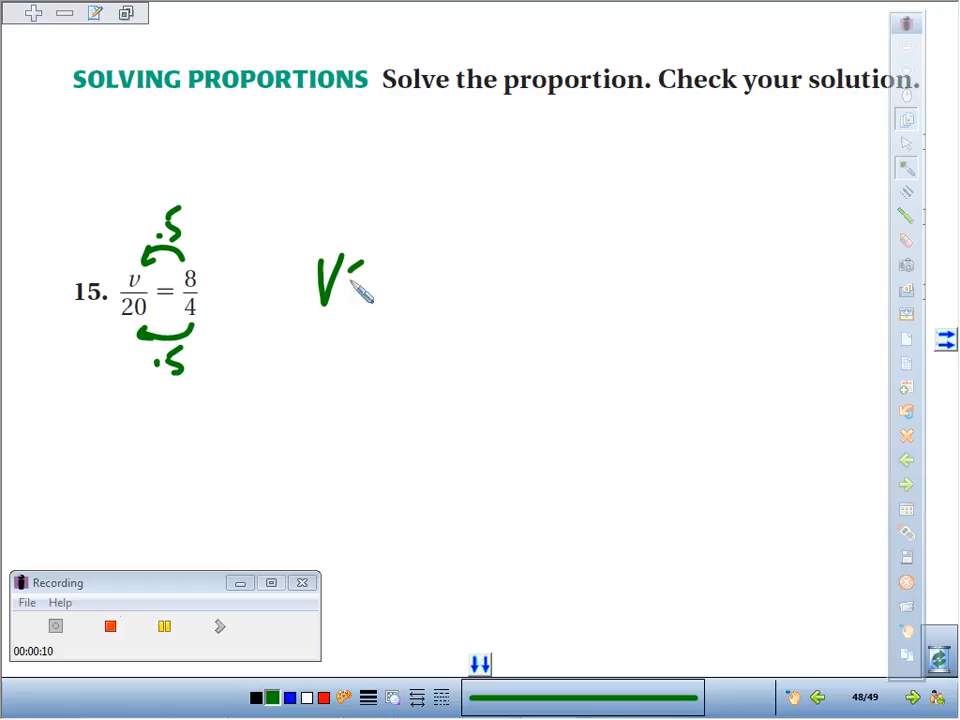 SOLVING PROPORTIONS Solve the proportion. Check your solution.
·5
15. v/20 = 8/4
V=
·5
Recording
File Help
00:00:10
48/49